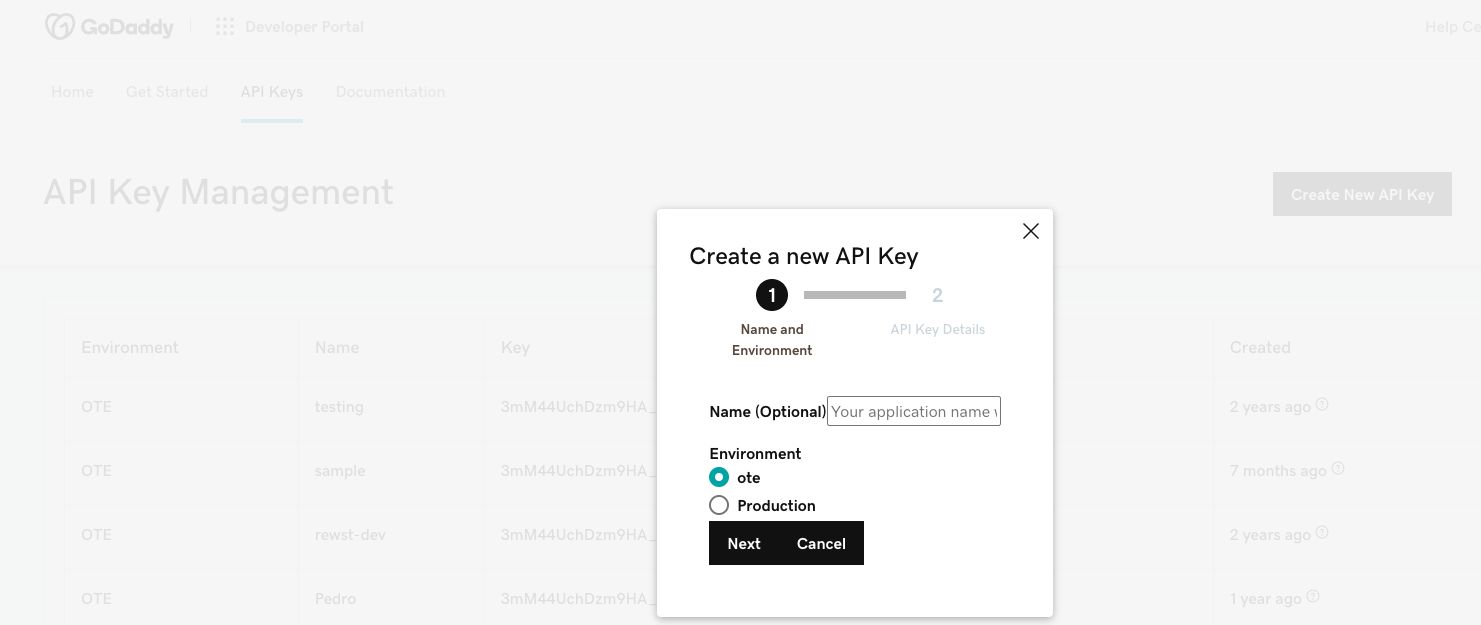 GoDaddy
Developer Portal
Help Ce
Home Get Started API Keys Documentation
API Key Management
Create New API Key
Create a new API Key
1 2
Name and
Environment
API Key Details
Name (Optional) Your application name
Environment
ote
Production
Next Cancel
Environment Name Key Created
OTE testing 3mM44UchDzm9HA_ 2 years ago
OTE sample 3mM44UchDzm9HA_ 7 months ago
OTE rewst-dev 3mM44UchDzm9HA_ 2 years ago
OTE Pedro 3mM44UchDzm9HA_ 1 year ago